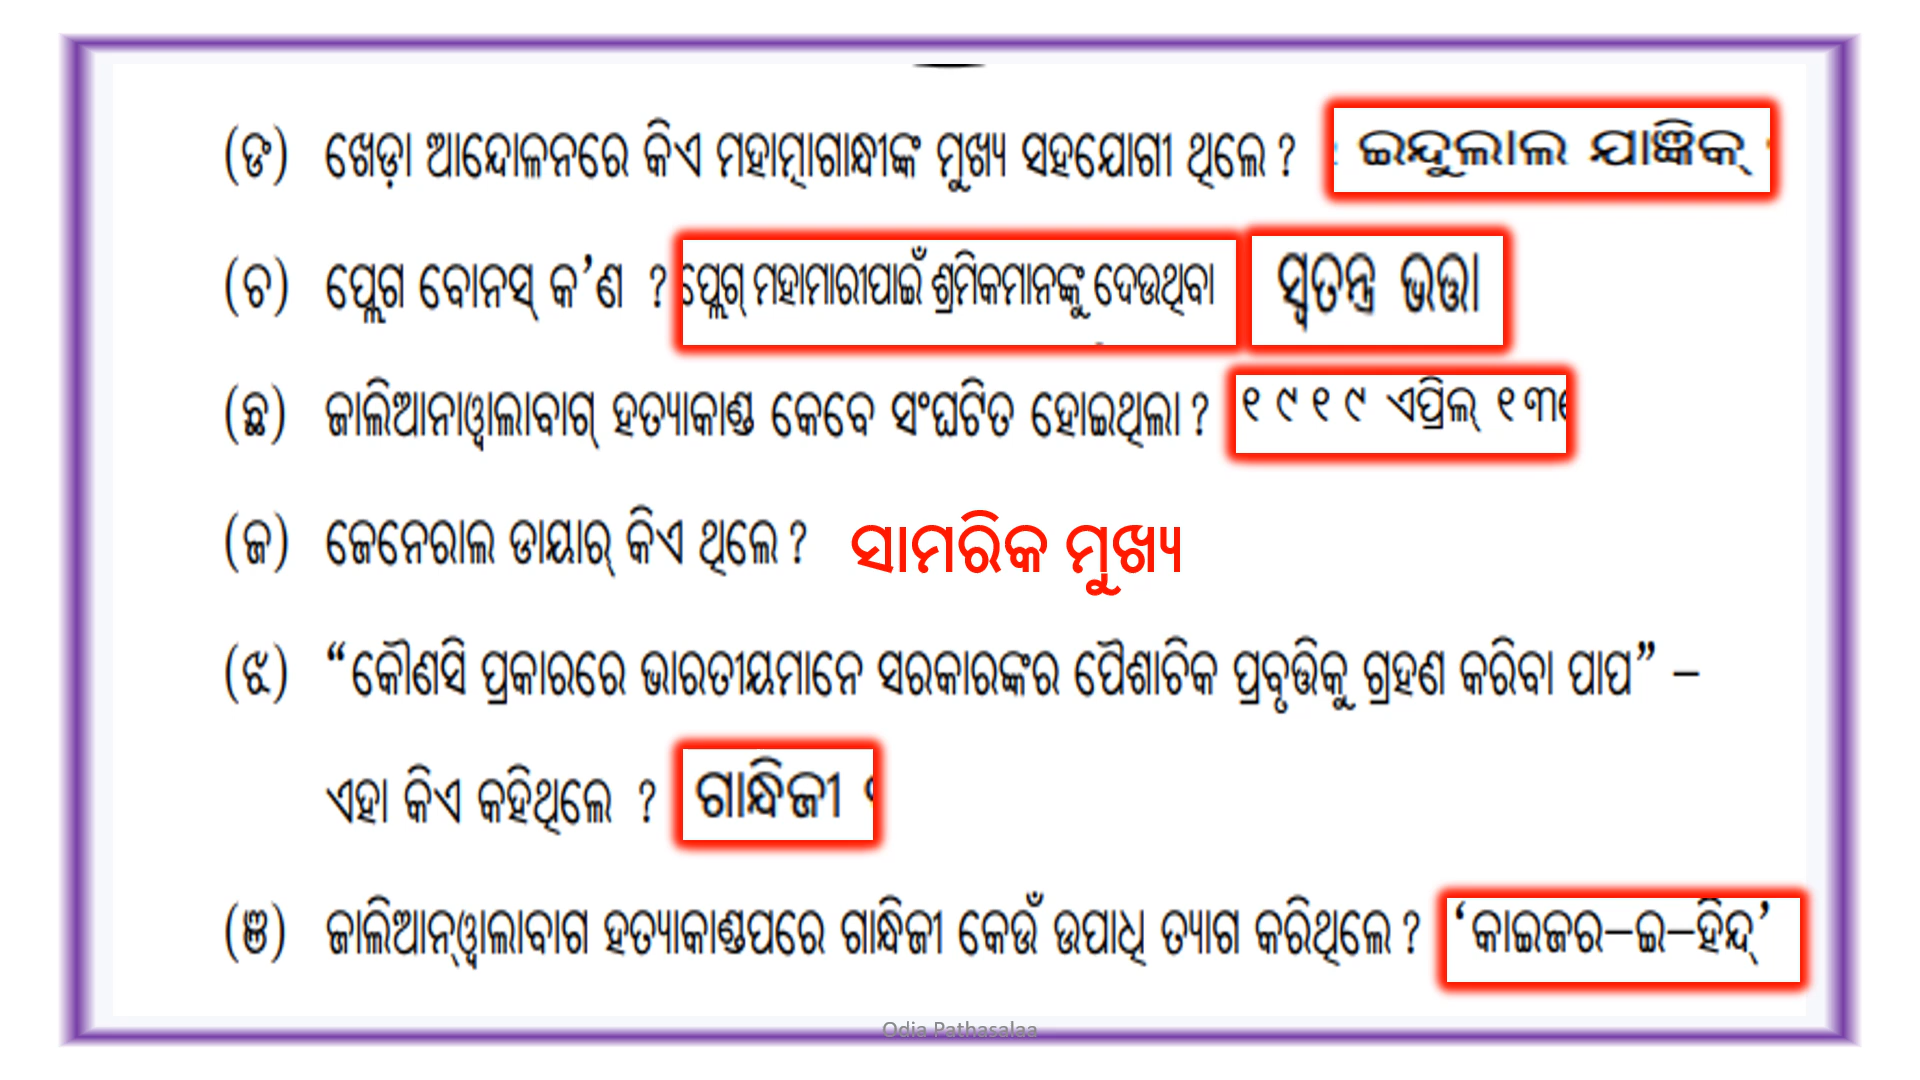 (ଙ) ଖେଡ଼ା ଆନ୍ଦୋଳନରେ କିଏ ମହାତ୍ମାଗାନ୍ଧୀଙ୍କ ମୁଖ୍ୟ ସହଯୋଗୀ ଥିଲେ ? ଇନ୍ଦୁଲାଲ ଯାଜ୍ଞିକ୍
(ଚ) ପ୍ଲେଗ ବୋନସ୍ କ’ଣ ? ପ୍ଲେଗ୍ ମହାମାରୀପାଇଁ ଶ୍ରମିକମାନଙ୍କୁ ଦେଉଥିବା ସ୍ବତନ୍ତ୍ର ଭତ୍ତା
(ଛ) ଜାଲିଆନାୱାଲାବାଗ୍ ହତ୍ୟାକାଣ୍ଡ କେବେ ସଂଘଟିତ ହୋଇଥିଲା ? ୧୯୧୯ ଏପ୍ରିଲ୍ ୧୩
(ଜ) ଜେନେରାଲ ଡାୟାର୍ କିଏ ଥିଲେ ? ସାମରିକ ମୁଖ୍ୟ
(ଝ) “କୌଣସି ପ୍ରକାରରେ ଭାରତୀୟମାନେ ସରକାରଙ୍କର ପୈଶାଚିକ ପ୍ରବୃତ୍ତିକୁ ଗ୍ରହଣ କରିବା ପାପ” –
ଏହା କିଏ କହିଥିଲେ ? ଗାନ୍ଧିଜୀ
(ଞ) ଜାଲିଆନ୍‌ୱାଲାବାଗ ହତ୍ୟାକାଣ୍ଡପରେ ଗାନ୍ଧିଜୀ କେଉଁ ଉପାଧି ତ୍ୟାଗ କରିଥିଲେ ? ‘କାଇଜର–ଇ–ହିନ୍ଦ୍’
Odia Pathasalaa